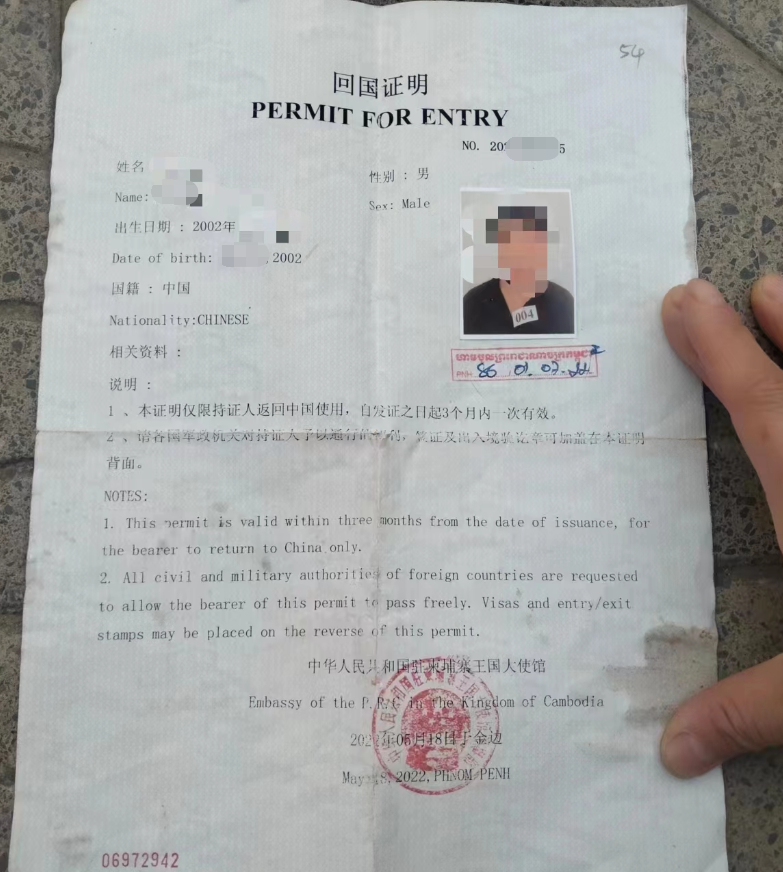 54
回国证明
PERMIT FOR ENTRY
NO. 20 5
姓名
性别 : 男
Name:
Sex: Male
出生日期 : 2002年
Date of birth: , 2002
国籍 : 中国
Nationality:CHINESE
004
相关资料 :
说明 :
1 、本证明仅限持证人返回中国使用，自发证之日起3个月内一次有效。
2 、请各国军政机关对持证人予以通行的便利，签证及出入境验讫章可加盖在本证明
背面。
NOTES:
1. This permit is valid within three months from the date of issuance, for
the bearer to return to China only.
2. All civil and military authorities of foreign countries are requested
to allow the bearer of this permit to pass freely. Visas and entry/exit
stamps may be placed on the reverse of this permit.
中华人民共和国驻柬埔寨王国大使馆
Embassy of the P.R.C in the Kingdom of Cambodia
2022年05月18日于金边
May 18, 2022, PHNOM PENH
06972942